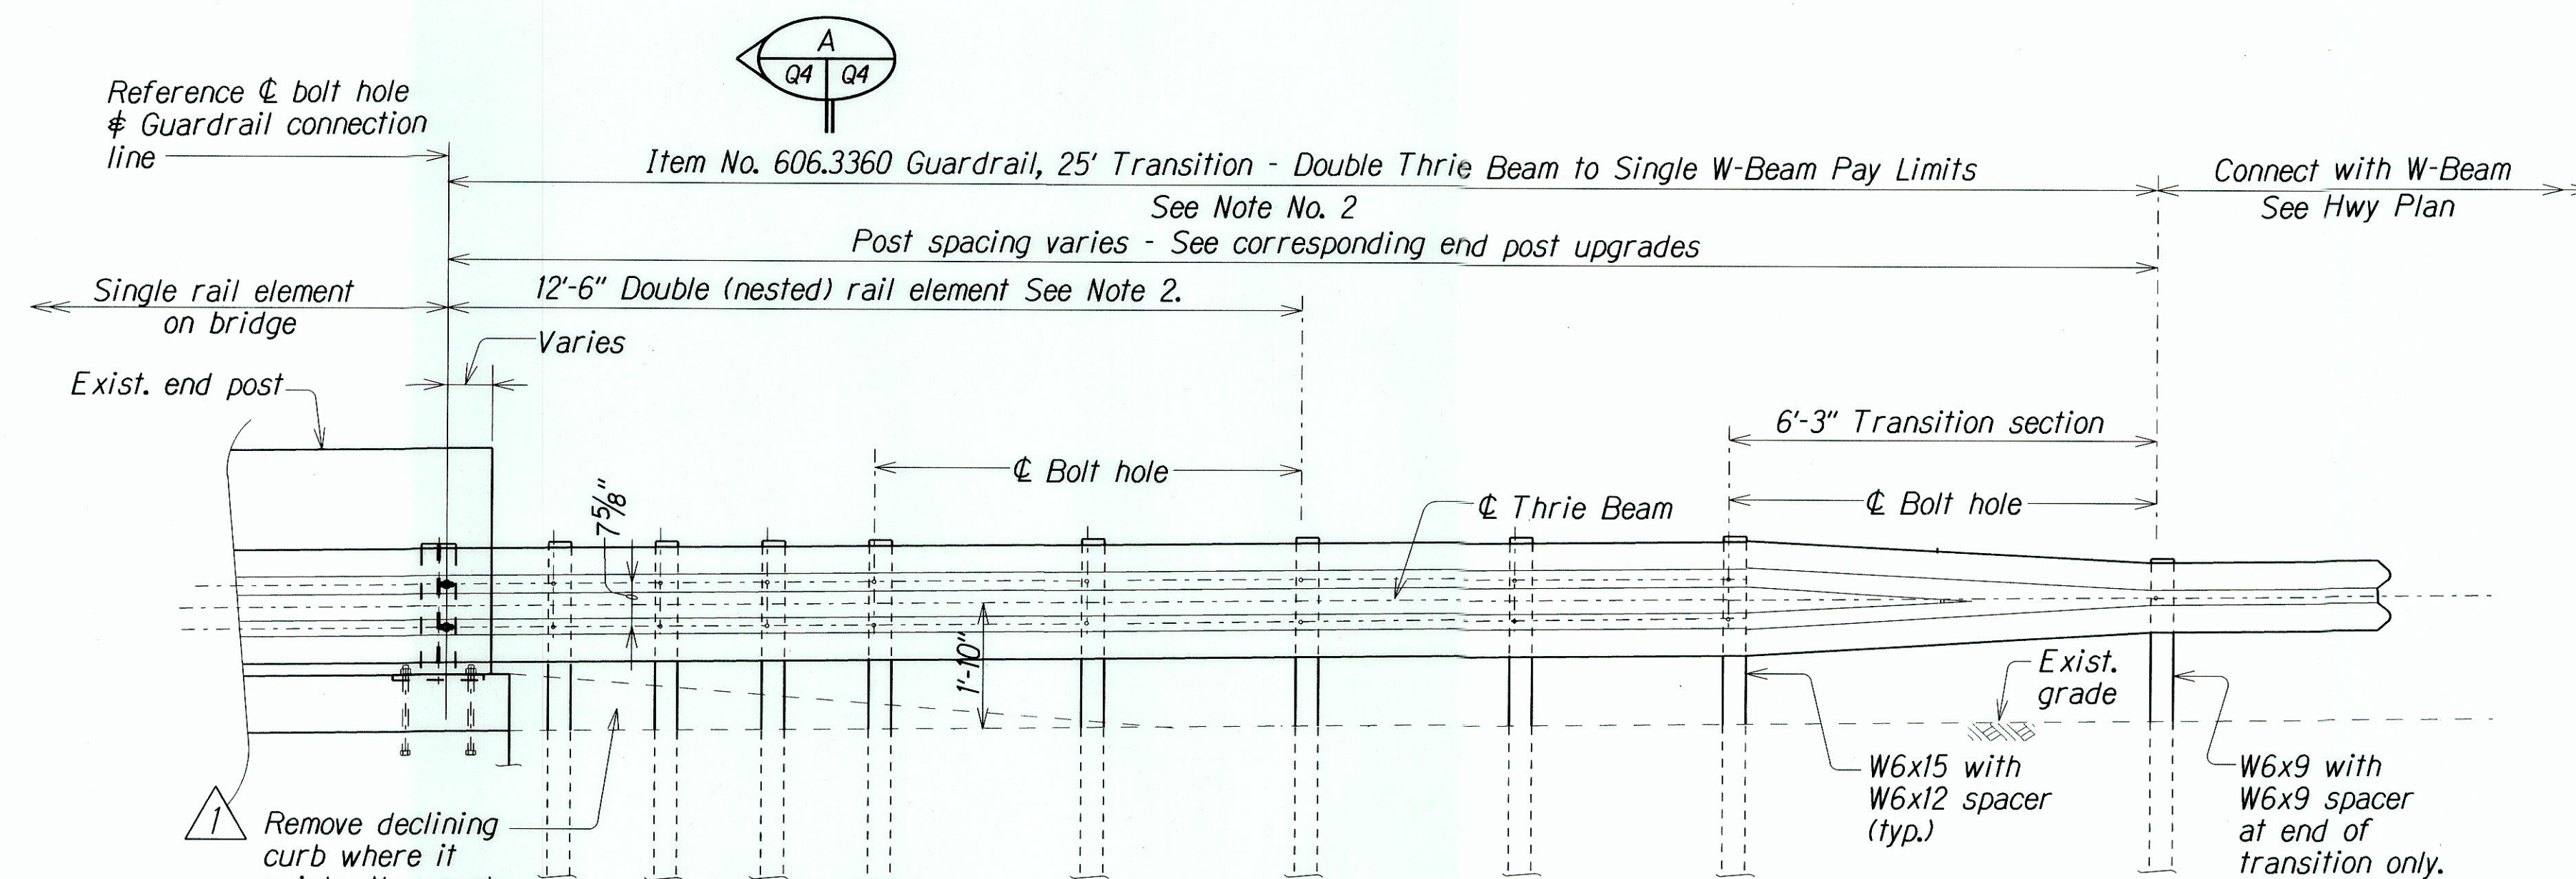 A
Q4 Q4
Reference ℄ bolt hole
& Guardrail connection
line
Item No. 606.3360 Guardrail, 25' Transition - Double Thrie Beam to Single W-Beam Pay Limits
See Note No. 2
Connect with W-Beam
See Hwy Plan
Post spacing varies - See corresponding end post upgrades
Single rail element
on bridge
12'-6" Double (nested) rail element See Note 2.
Varies
Exist. end post
6'-3" Transition section
℄ Bolt hole
℄ Bolt hole
7 5/8"
℄ Thrie Beam
1'-10"
Exist.
grade
W6x15 with
W6x12 spacer
(typ.)
W6x9 with
W6x9 spacer
at end of
transition only.
1
Remove declining
curb where it